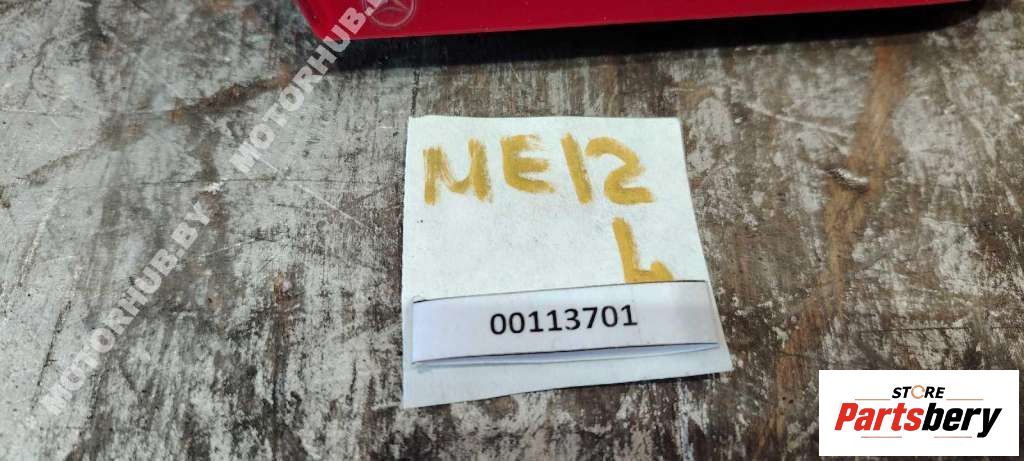 MOTORHUB.BY
MOTORHUB.BY
ME12
L
00113701
STORE
Partsbery